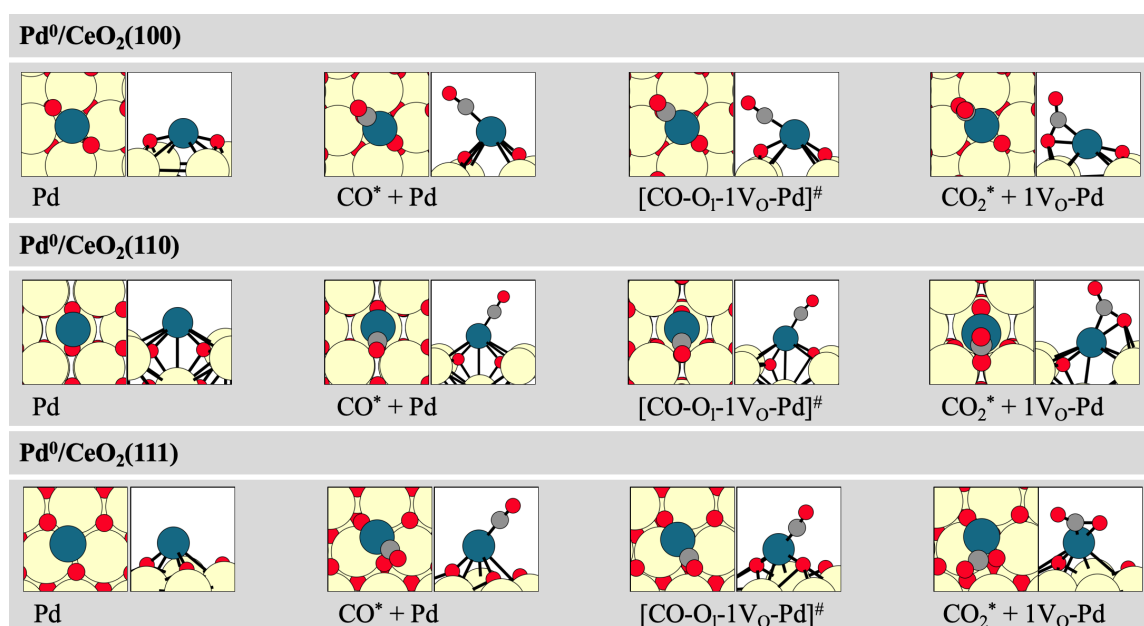 Pd⁰/CeO₂(100)
Pd CO* + Pd [CO-Oₗ-1Vₒ-Pd]# CO₂* + 1Vₒ-Pd
Pd⁰/CeO₂(110)
Pd CO* + Pd [CO-Oₗ-1Vₒ-Pd]# CO₂* + 1Vₒ-Pd
Pd⁰/CeO₂(111)
Pd CO* + Pd [CO-Oₗ-1Vₒ-Pd]# CO₂* + 1Vₒ-Pd